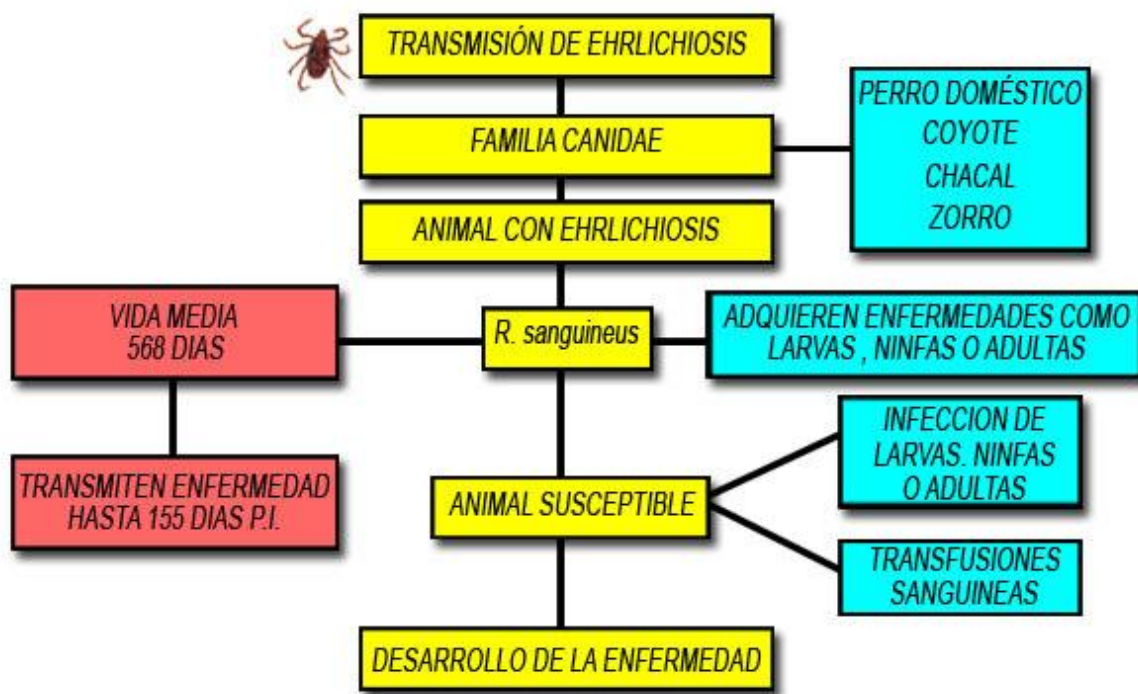 TRANSMISIÓN DE EHRLICHIOSIS
FAMILIA CANIDAE
PERRO DOMÉSTICO
COYOTE
CHACAL
ZORRO
ANIMAL CON EHRLICHIOSIS
VIDA MEDIA
568 DIAS
R. sanguineus
ADQUIEREN ENFERMEDADES COMO
LARVAS , NINFAS O ADULTAS
TRANSMITEN ENFERMEDAD
HASTA 155 DIAS P.I.
ANIMAL SUSCEPTIBLE
INFECCION DE
LARVAS. NINFAS
O ADULTAS
TRANSFUSIONES
SANGUINEAS
DESARROLLO DE LA ENFERMEDAD